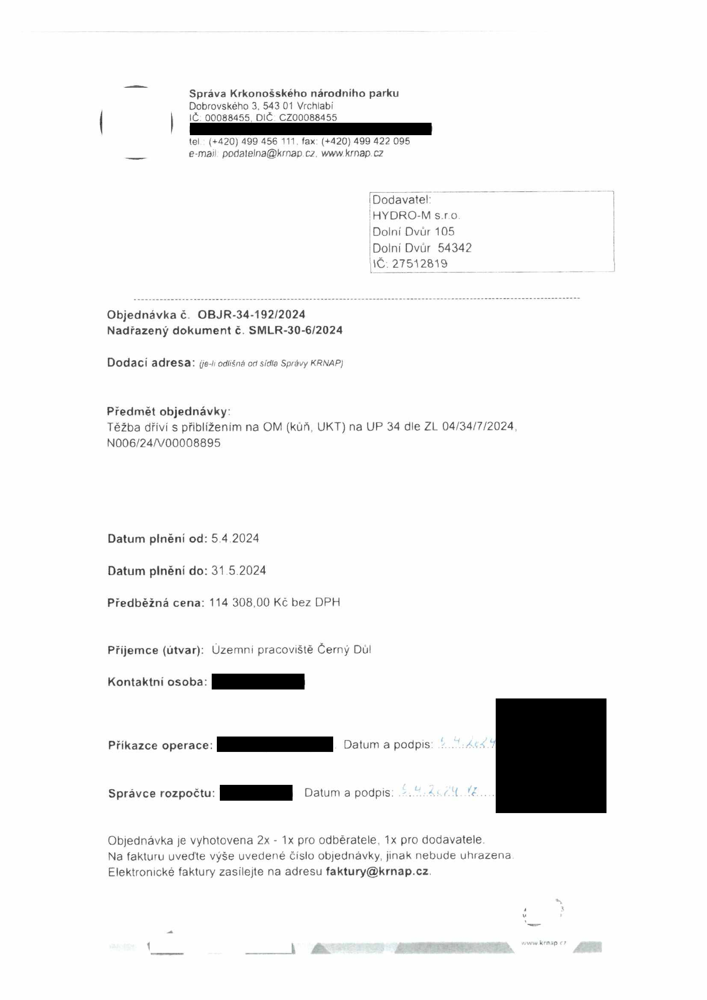 Správa Krkonošského národního parku
Dobrovského 3, 543 01 Vrchlabí
IČ: 00088455, DIČ: CZ00088455
tel.: (+420) 499 456 111, fax: (+420) 499 422 095
e-mail: podatelna@krnap.cz, www.krnap.cz
Dodavatel:
HYDRO-M s.r.o.
Dolní Dvůr 105
Dolní Dvůr 54342
IČ: 27512819
Objednávka č. OBJR-34-192/2024
Nadřazený dokument č. SMLR-30-6/2024
Dodací adresa: (je-li odlišná od sídla Správy KRNAP)
Předmět objednávky:
Těžba dříví s přiblížením na OM (kůň, UKT) na UP 34 dle ZL 04/34/7/2024,
N006/24/V00008895
Datum plnění od: 5.4.2024
Datum plnění do: 31.5.2024
Předběžná cena: 114 308,00 Kč bez DPH
Příjemce (útvar): Územní pracoviště Černý Důl
Kontaktní osoba:
Příkazce operace: Datum a podpis: 5.4.2024
Správce rozpočtu: Datum a podpis: 5.4.2024
Objednávka je vyhotovena 2x - 1x pro odběratele, 1x pro dodavatele.
Na fakturu uveďte výše uvedené číslo objednávky, jinak nebude uhrazena.
Elektronické faktury zasílejte na adresu faktury@krnap.cz.
www.krnap.cz